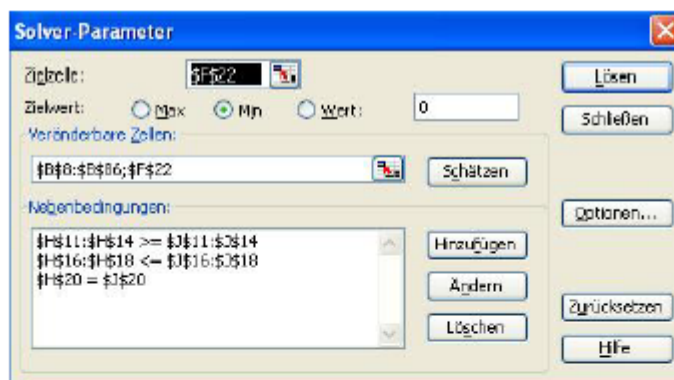 Solver-Parameter
Zielzelle: $F$22
Lösen
Zielwert: Max Min Wert: 0
Schließen
Veränderbare Zellen:
$B$8:$B$86;$F$22
Schätzen
Nebenbedingungen:
Optionen...
$H$11:$H$14 >= $J$11:$J$14
$H$16:$H$18 <= $J$16:$J$18
$H$20 = $J$20
Hinzufügen
Ändern
Löschen
Zurücksetzen
Hilfe